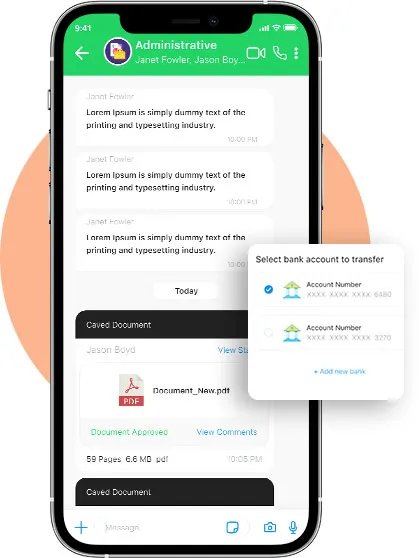 9:41
Administrative
Janet Fowler, Jason Boy...
Janet Fowler
Lorem Ipsum is simply dummy text of the
printing and typesetting industry.
10:00 PM
Janet Fowler
Lorem Ipsum is simply dummy text of the
printing and typesetting industry.
10:00 PM
Janet Fowler
Lorem Ipsum is simply dummy text of the
printing and typesetting industry.
10:00
Today
Select bank account to transfer
Account Number
XXXX XXXX XXXX 6480
Account Number
XXXX XXXX XXXX 3270
+ Add new bank
Caved Document
Jason Boyd
View
PDF
Document_New.pdf
Document Approved
View Comments
59 Pages 6.6 MB pdf
10:05 PM
Caved Document
Message